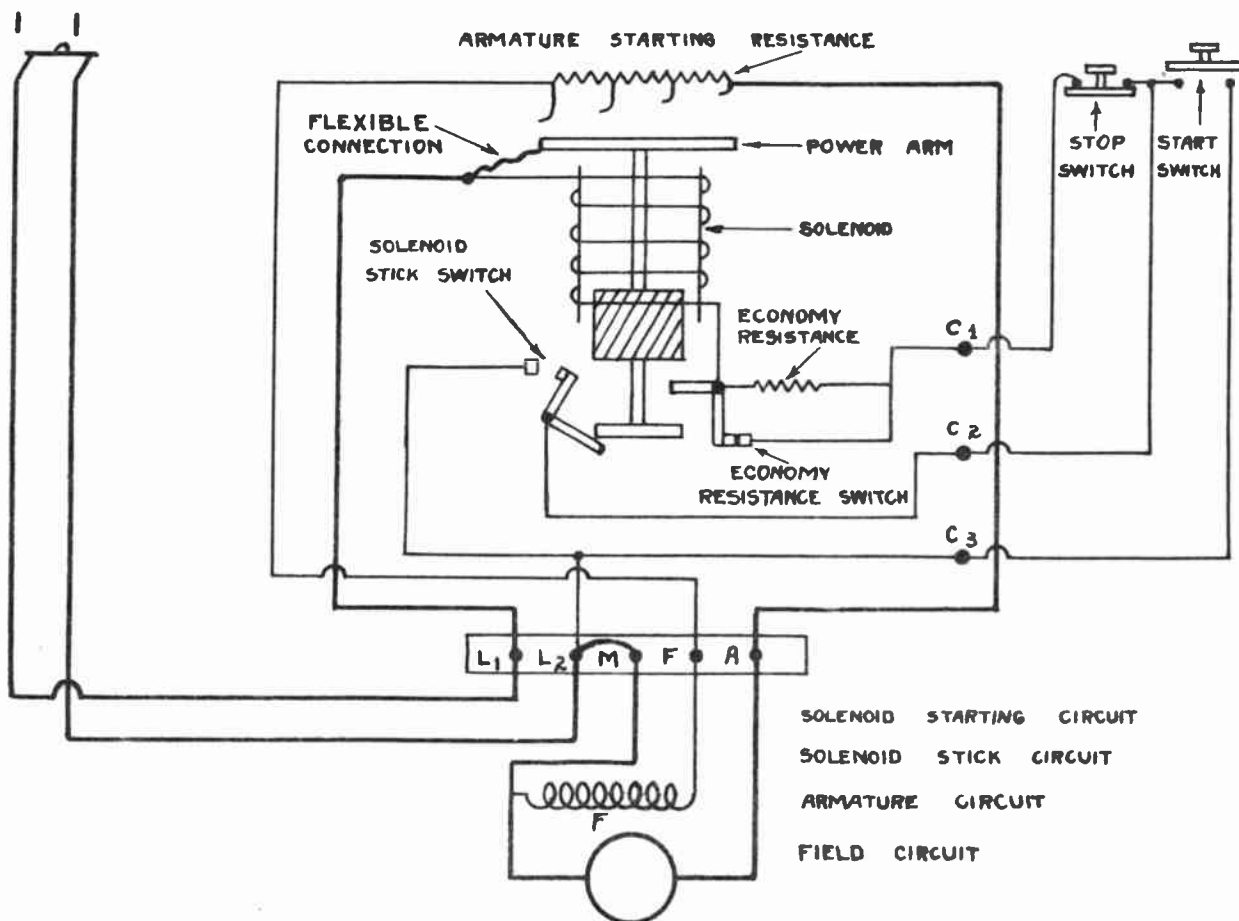 ARMATURE STARTING RESISTANCE
FLEXIBLE
CONNECTION
POWER ARM
STOP
SWITCH
START
SWITCH
SOLENOID
SOLENOID
STICK SWITCH
ECONOMY
RESISTANCE
C1
C2
ECONOMY
RESISTANCE SWITCH
C3
L1 L2 M F A
SOLENOID STARTING CIRCUIT
SOLENOID STICK CIRCUIT
ARMATURE CIRCUIT
F
FIELD CIRCUIT